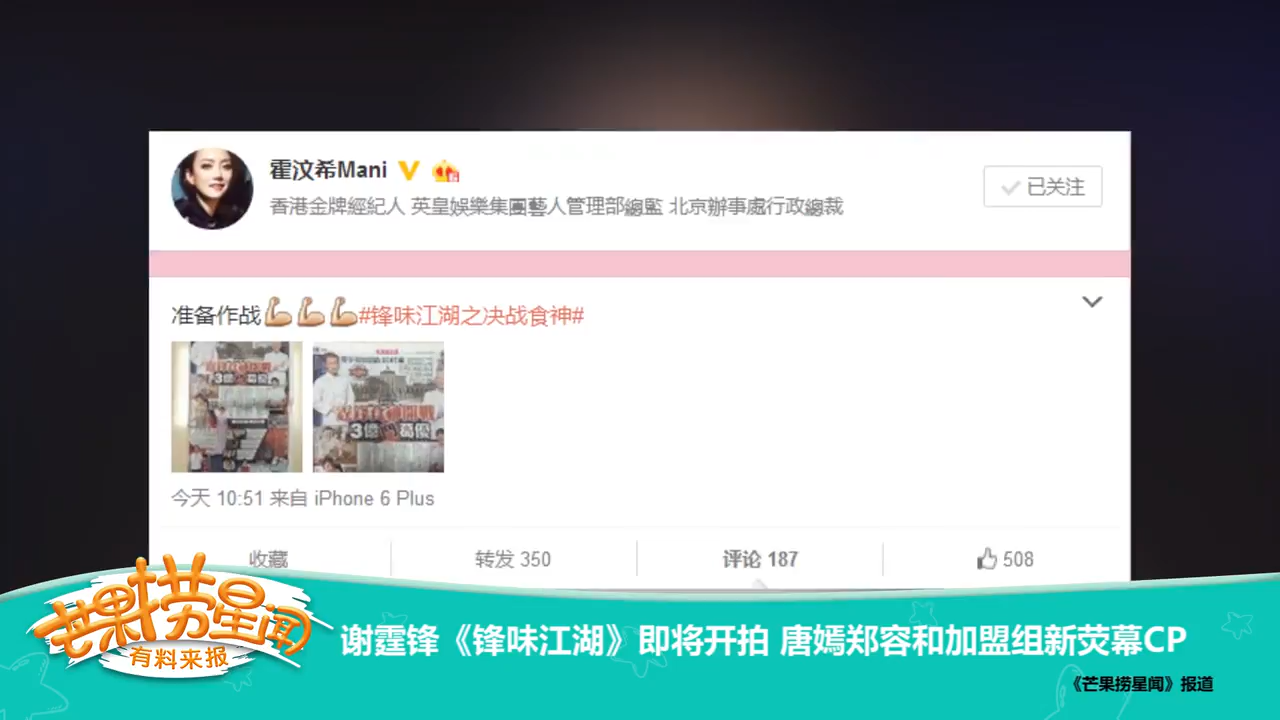 霍汶希Mani
已关注
香港金牌經紀人 英皇娛樂集團藝人管理部總監 北京辦事處行政總裁
准备作战💪💪💪#锋味江湖之决战食神#
3億
3億
今天 10:51 来自 iPhone 6 Plus
收藏
转发 350
评论 187
508
芒果捞星闻
有料来报
谢霆锋《锋味江湖》即将开拍 唐嫣郑容和加盟组新荧幕CP
《芒果捞星闻》报道